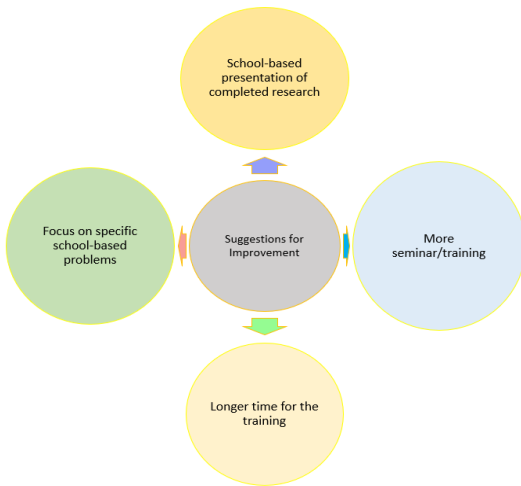 School-based
presentation of
completed research
Focus on specific
school-based
problems
Suggestions for
Improvement
More
seminar/training
Longer time for the
training